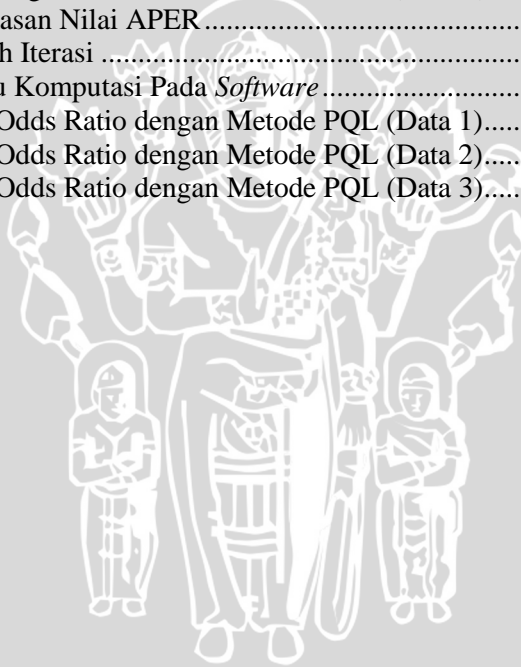 asan Nilai APER..............................
h Iterasi ..............................
u Komputasi Pada Software..............................
Odds Ratio dengan Metode PQL (Data 1).....
Odds Ratio dengan Metode PQL (Data 2).....
Odds Ratio dengan Metode PQL (Data 3).....